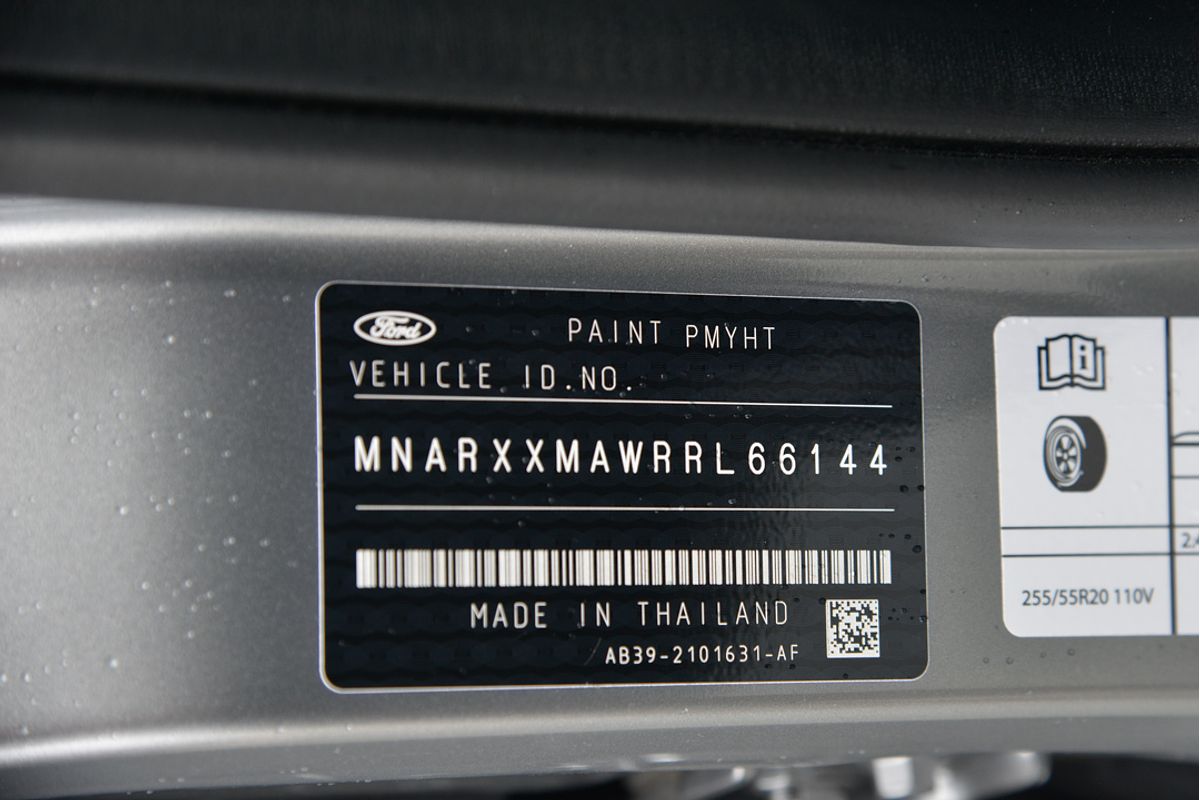 Ford
PAINT PMYHT
VEHICLE ID.NO.
MNARXXMAWRRL66144
MADE IN THAILAND
AB39-2101631-AF
255/55R20 110V